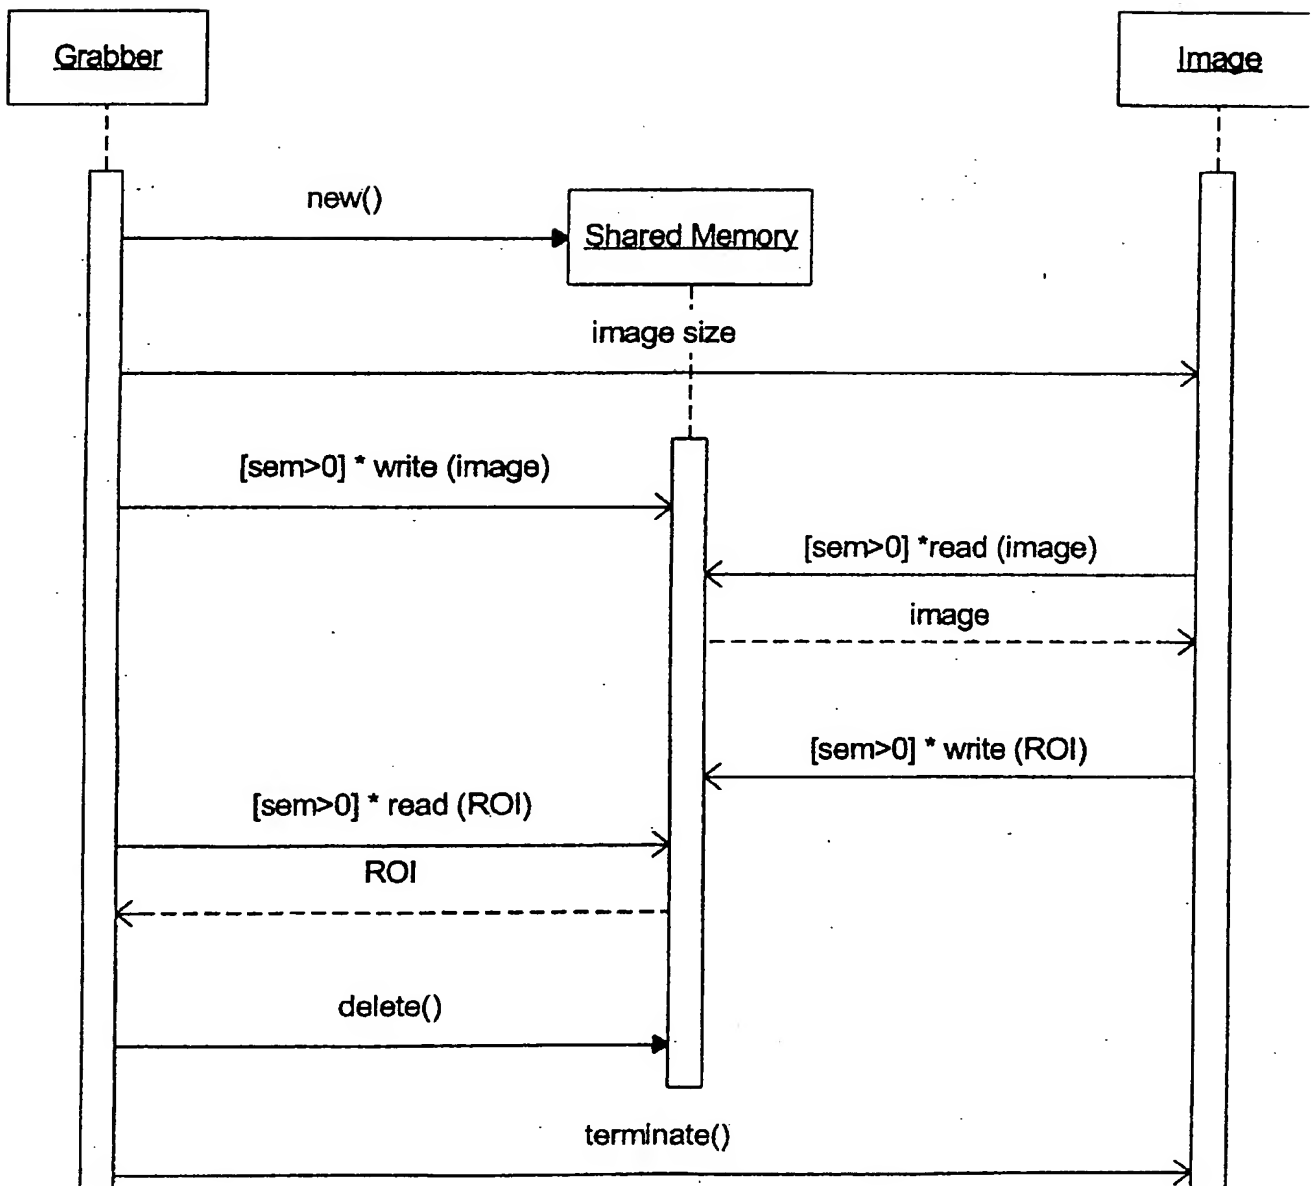 Grabber
Image
new()
Shared Memory
image size
[sem>0] * write (image)
[sem>0] *read (image)
image
[sem>0] * write (ROI)
[sem>0] * read (ROI)
ROI
delete()
terminate()